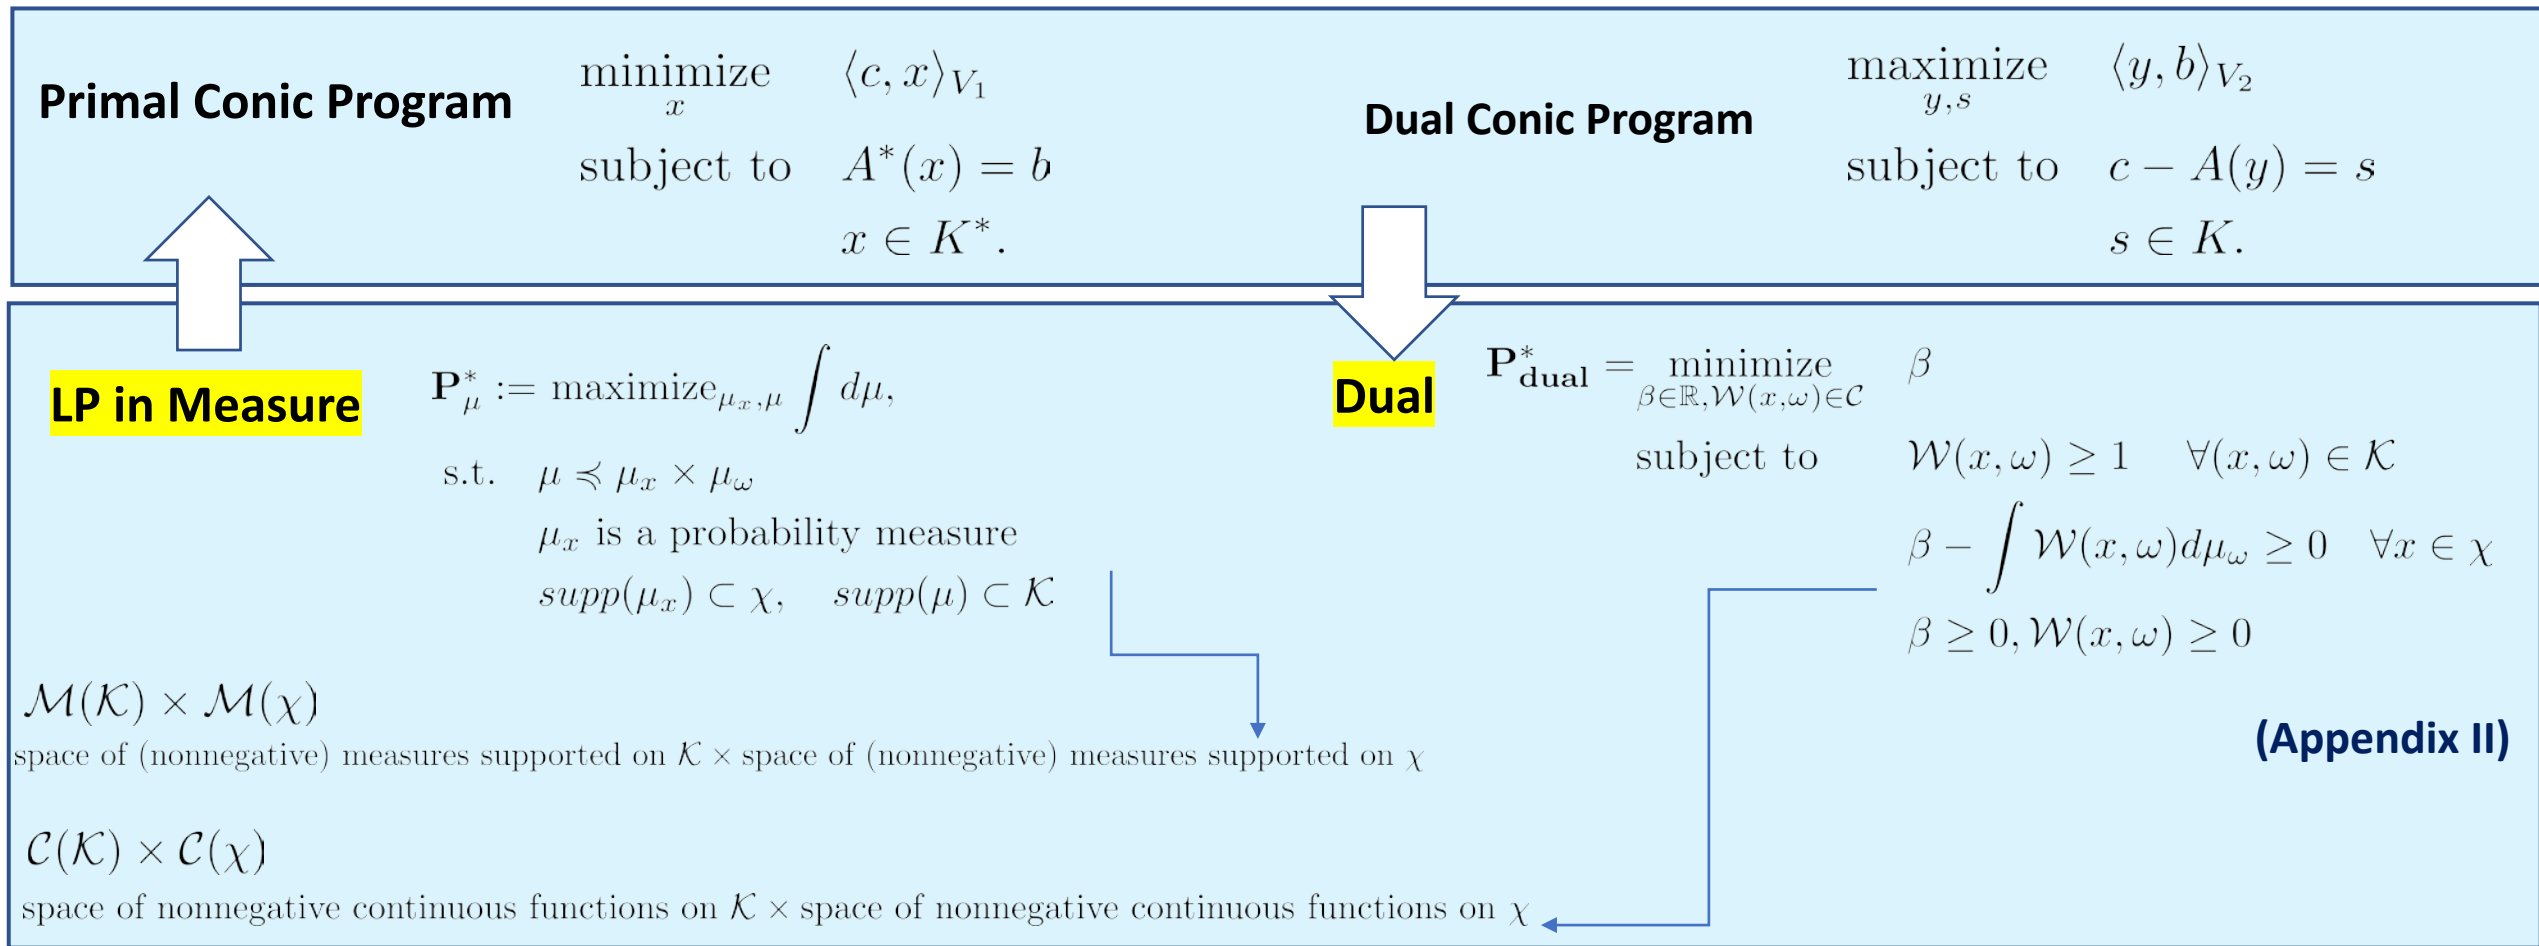 Primal Conic Program
minimize ⟨c, x⟩_{V_1}
x
subject to A*(x) = b
x ∈ K*.
Dual Conic Program
maximize ⟨y, b⟩_{V_2}
y,s
subject to c − A(y) = s
s ∈ K.
LP in Measure
P*_μ := maximize_{μ_x,μ} ∫ dμ,
s.t. μ ≼ μ_x × μ_ω
μ_x is a probability measure
supp(μ_x) ⊂ χ, supp(μ) ⊂ 𝒦
Dual
P*_dual = minimize β
β∈ℝ,𝒲(x,ω)∈𝒞
subject to 𝒲(x, ω) ≥ 1 ∀(x, ω) ∈ 𝒦
β − ∫ 𝒲(x, ω)dμ_ω ≥ 0 ∀x ∈ χ
β ≥ 0, 𝒲(x, ω) ≥ 0
ℳ(𝒦) × ℳ(χ)
space of (nonnegative) measures supported on 𝒦 × space of (nonnegative) measures supported on χ
(Appendix II)
𝒞(𝒦) × 𝒞(χ)
space of nonnegative continuous functions on 𝒦 × space of nonnegative continuous functions on χ